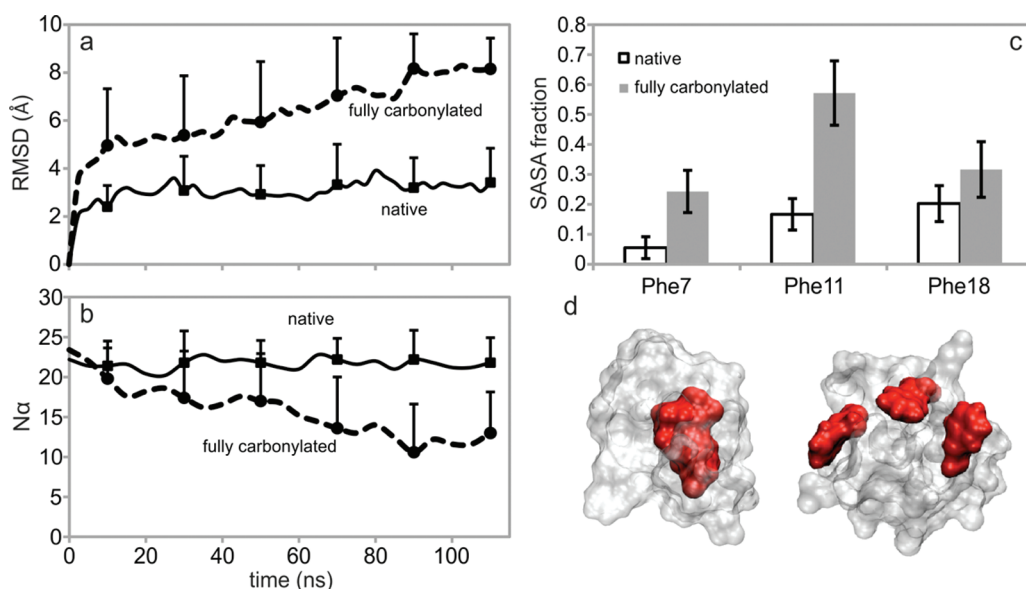 a
RMSD (Å)
10
8
6
4
2
0
fully carbonylated
native
b
Nα
30
25
20
15
10
5
0
native
fully carbonylated
0 20 40 60 80 100
time (ns)
c
SASA fraction
0.8
0.7
0.6
0.5
0.4
0.3
0.2
0.1
0
native
fully carbonylated
Phe7 Phe11 Phe18
d